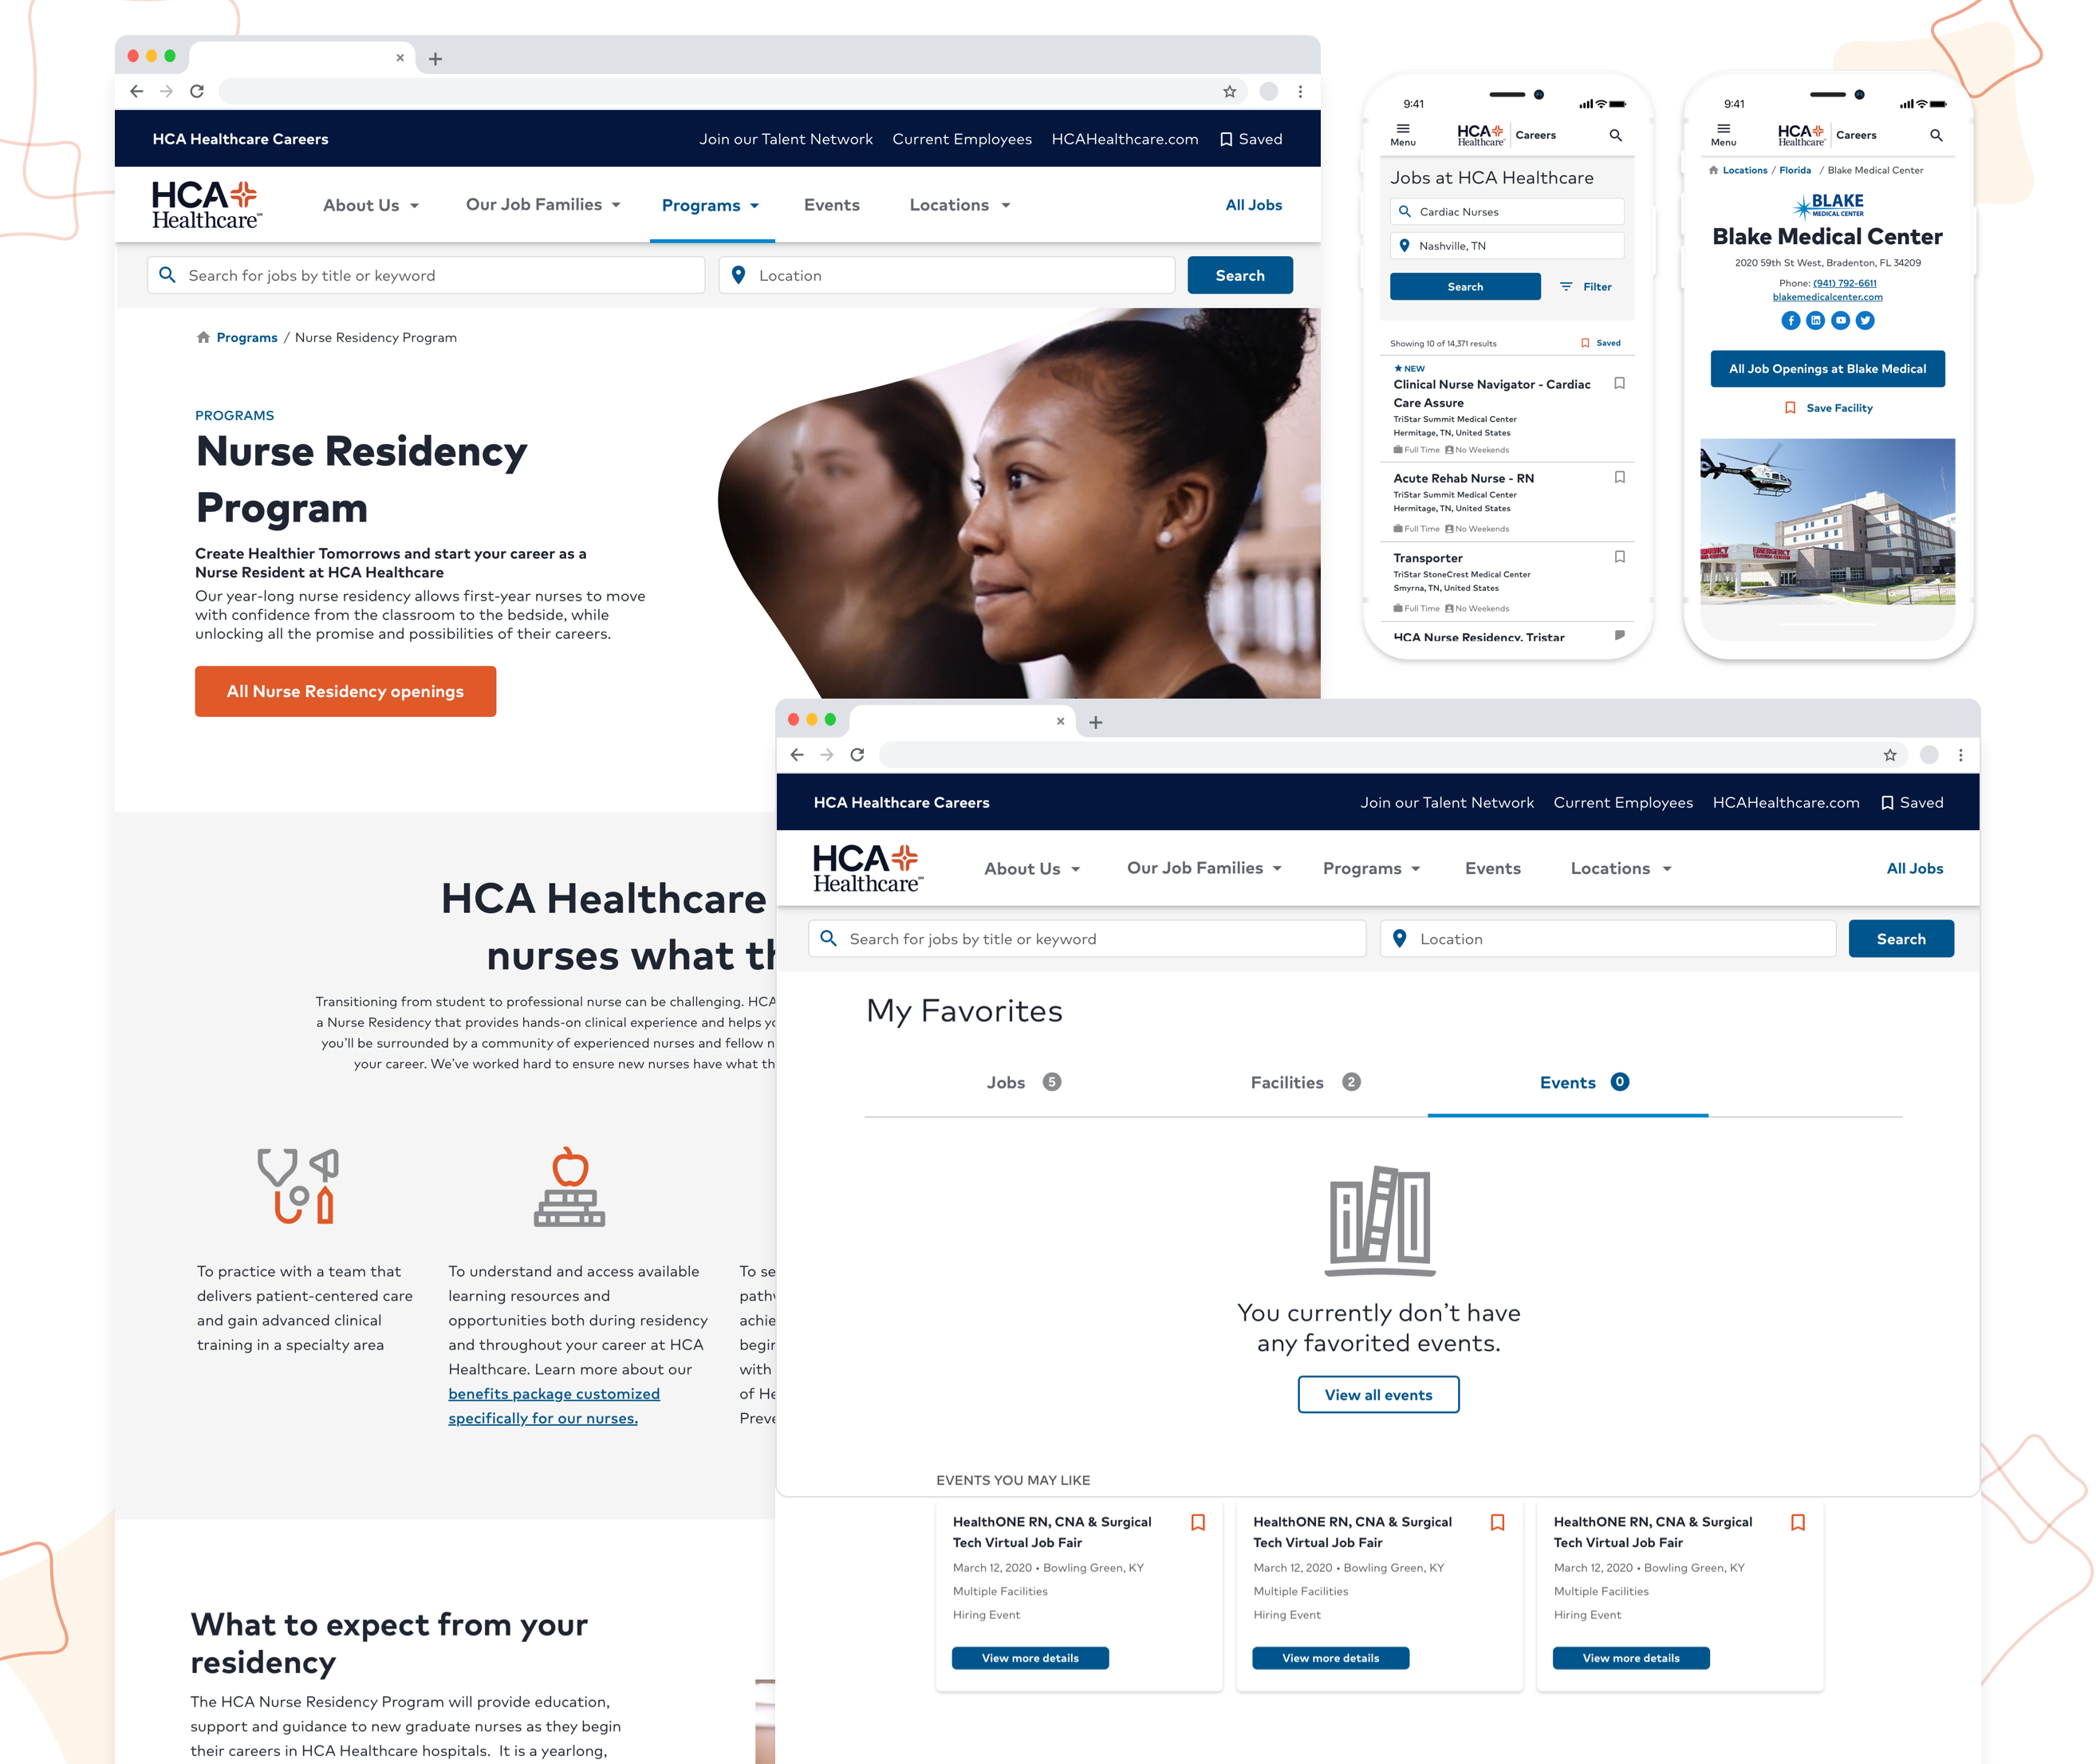 HCA Healthcare Careers
Join our Talent Network Current Employees HCAHealthcare.com Saved
HCA
Healthcare℠
About Us Our Job Families Programs Events Locations All Jobs
Search for jobs by title or keyword Location Search
Programs / Nurse Residency Program
PROGRAMS
Nurse Residency
Program
Create Healthier Tomorrows and start your career as a
Nurse Resident at HCA Healthcare
Our year-long nurse residency allows first-year nurses to move
with confidence from the classroom to the bedside, while
unlocking all the promise and possibilities of their careers.
All Nurse Residency openings
HCA Healthcare
nurses what th
Transitioning from student to professional nurse can be challenging. HCA
a Nurse Residency that provides hands-on clinical experience and helps yo
you'll be surrounded by a community of experienced nurses and fellow n
your career. We've worked hard to ensure new nurses have what th
To practice with a team that
delivers patient-centered care
and gain advanced clinical
training in a specialty area
To understand and access available
learning resources and
opportunities both during residency
and throughout your career at HCA
Healthcare. Learn more about our
benefits package customized
specifically for our nurses.
To se
path
achie
begin
with
of He
Preve
What to expect from your
residency
The HCA Nurse Residency Program will provide education,
support and guidance to new graduate nurses as they begin
their careers in HCA Healthcare hospitals. It is a yearlong,
9:41
Menu
HCA
Healthcare
Careers
Jobs at HCA Healthcare
Cardiac Nurses
Nashville, TN
Search Filter
Showing 10 of 14,371 results Saved
NEW
Clinical Nurse Navigator - Cardiac
Care Assure
TriStar Summit Medical Center
Hermitage, TN, United States
Full Time No Weekends
Acute Rehab Nurse - RN
TriStar Summit Medical Center
Hermitage, TN, United States
Full Time No Weekends
Transporter
TriStar StoneCrest Medical Center
Smyrna, TN, United States
Full Time No Weekends
HCA Nurse Residency, Tristar
9:41
Menu
HCA
Healthcare
Careers
Locations / Florida / Blake Medical Center
BLAKE
MEDICAL CENTER
Blake Medical Center
2020 59th St West, Bradenton, FL 34209
Phone: (941) 792-6611
blakemedicalcenter.com
All Job Openings at Blake Medical
Save Facility
EMERGENCY
HCA Healthcare Careers
Join our Talent Network Current Employees HCAHealthcare.com Saved
HCA
Healthcare℠
About Us Our Job Families Programs Events Locations All Jobs
Search for jobs by title or keyword Location Search
My Favorites
Jobs 5 Facilities 2 Events 0
You currently don't have
any favorited events.
View all events
EVENTS YOU MAY LIKE
HealthONE RN, CNA & Surgical
Tech Virtual Job Fair
March 12, 2020 • Bowling Green, KY
Multiple Facilities
Hiring Event
View more details
HealthONE RN, CNA & Surgical
Tech Virtual Job Fair
March 12, 2020 • Bowling Green, KY
Multiple Facilities
Hiring Event
View more details
HealthONE RN, CNA & Surgical
Tech Virtual Job Fair
March 12, 2020 • Bowling Green, KY
Multiple Facilities
Hiring Event
View more details